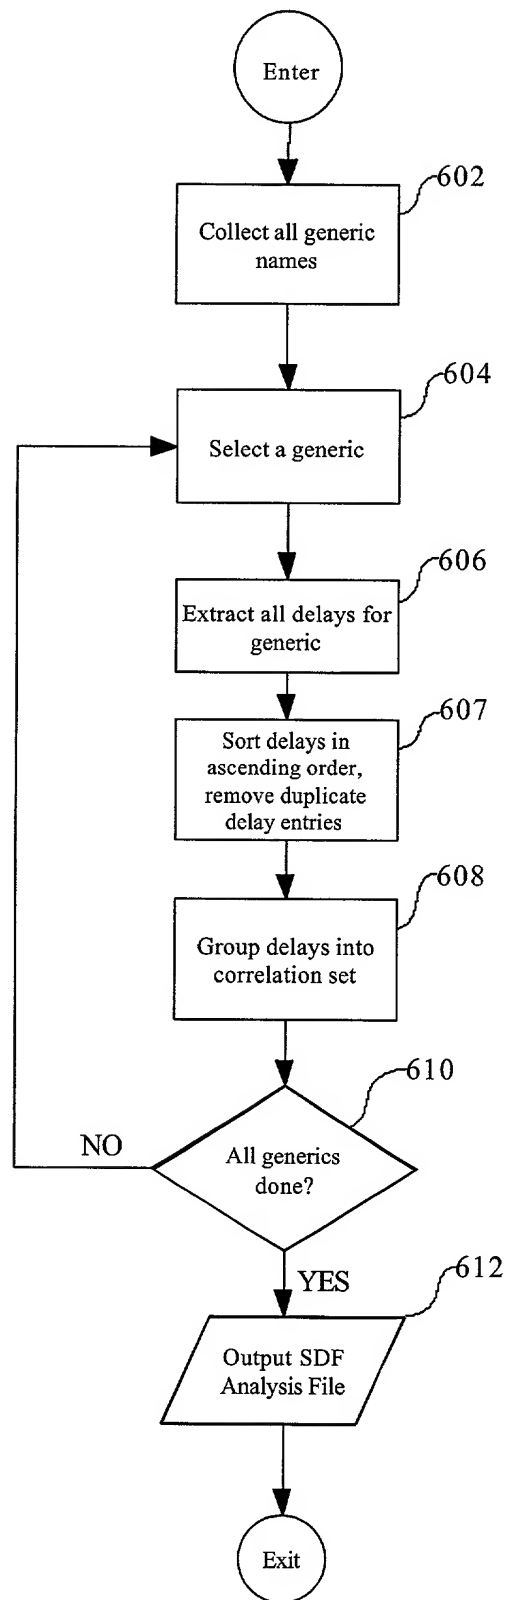 Enter
602
Collect all generic
names
604
Select a generic
606
Extract all delays for
generic
607
Sort delays in
ascending order,
remove duplicate
delay entries
608
Group delays into
correlation set
610
All generics
done?
NO
YES
612
Output SDF
Analysis File
Exit